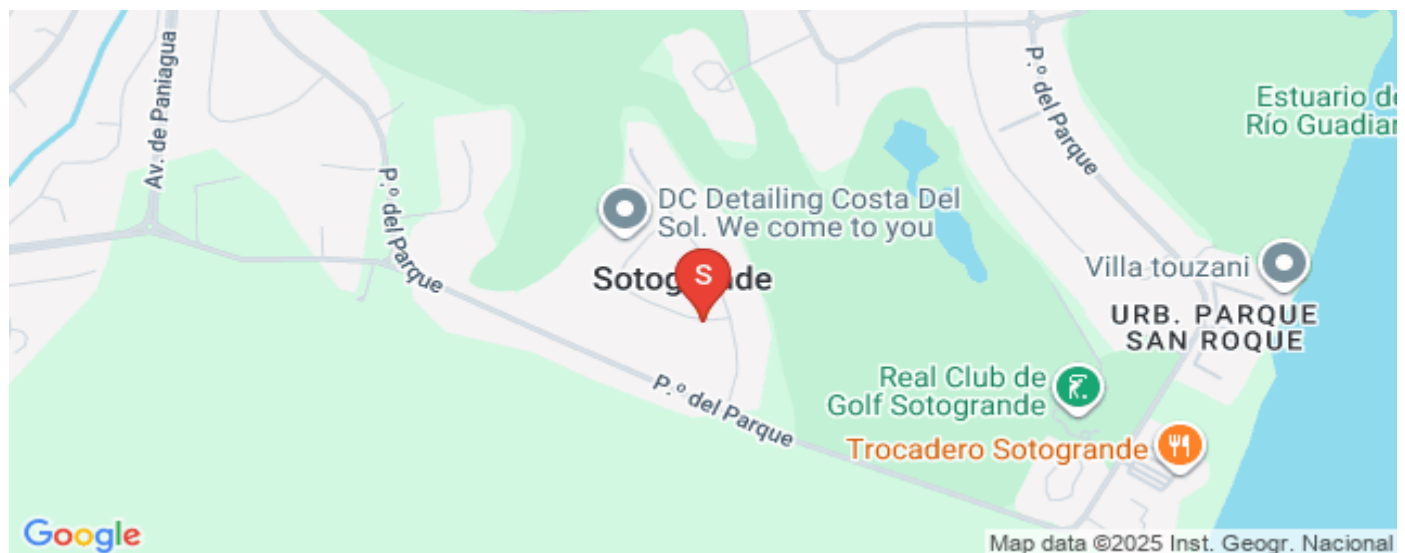 Av. de Paniagua
P.º del Parque
P.º del Parque
Estuario de
Río Guadiar
DC Detailing Costa Del
Sol. We come to you
Sotogrande
S
Villa touzani
URB. PARQUE
SAN ROQUE
P.º del Parque
Real Club de
Golf Sotogrande
Trocadero Sotogrande
Google
Map data ©2025 Inst. Geogr. Nacional